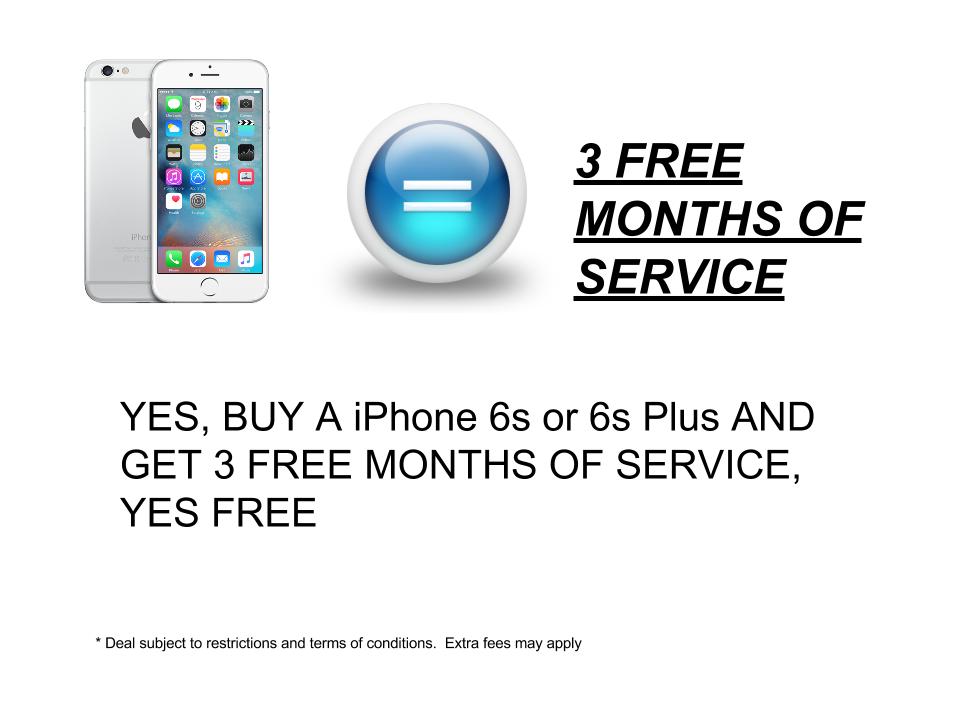 3 FREE
MONTHS OF
SERVICE
YES, BUY A iPhone 6s or 6s Plus AND
GET 3 FREE MONTHS OF SERVICE,
YES FREE
* Deal subject to restrictions and terms of conditions.  Extra fees may apply